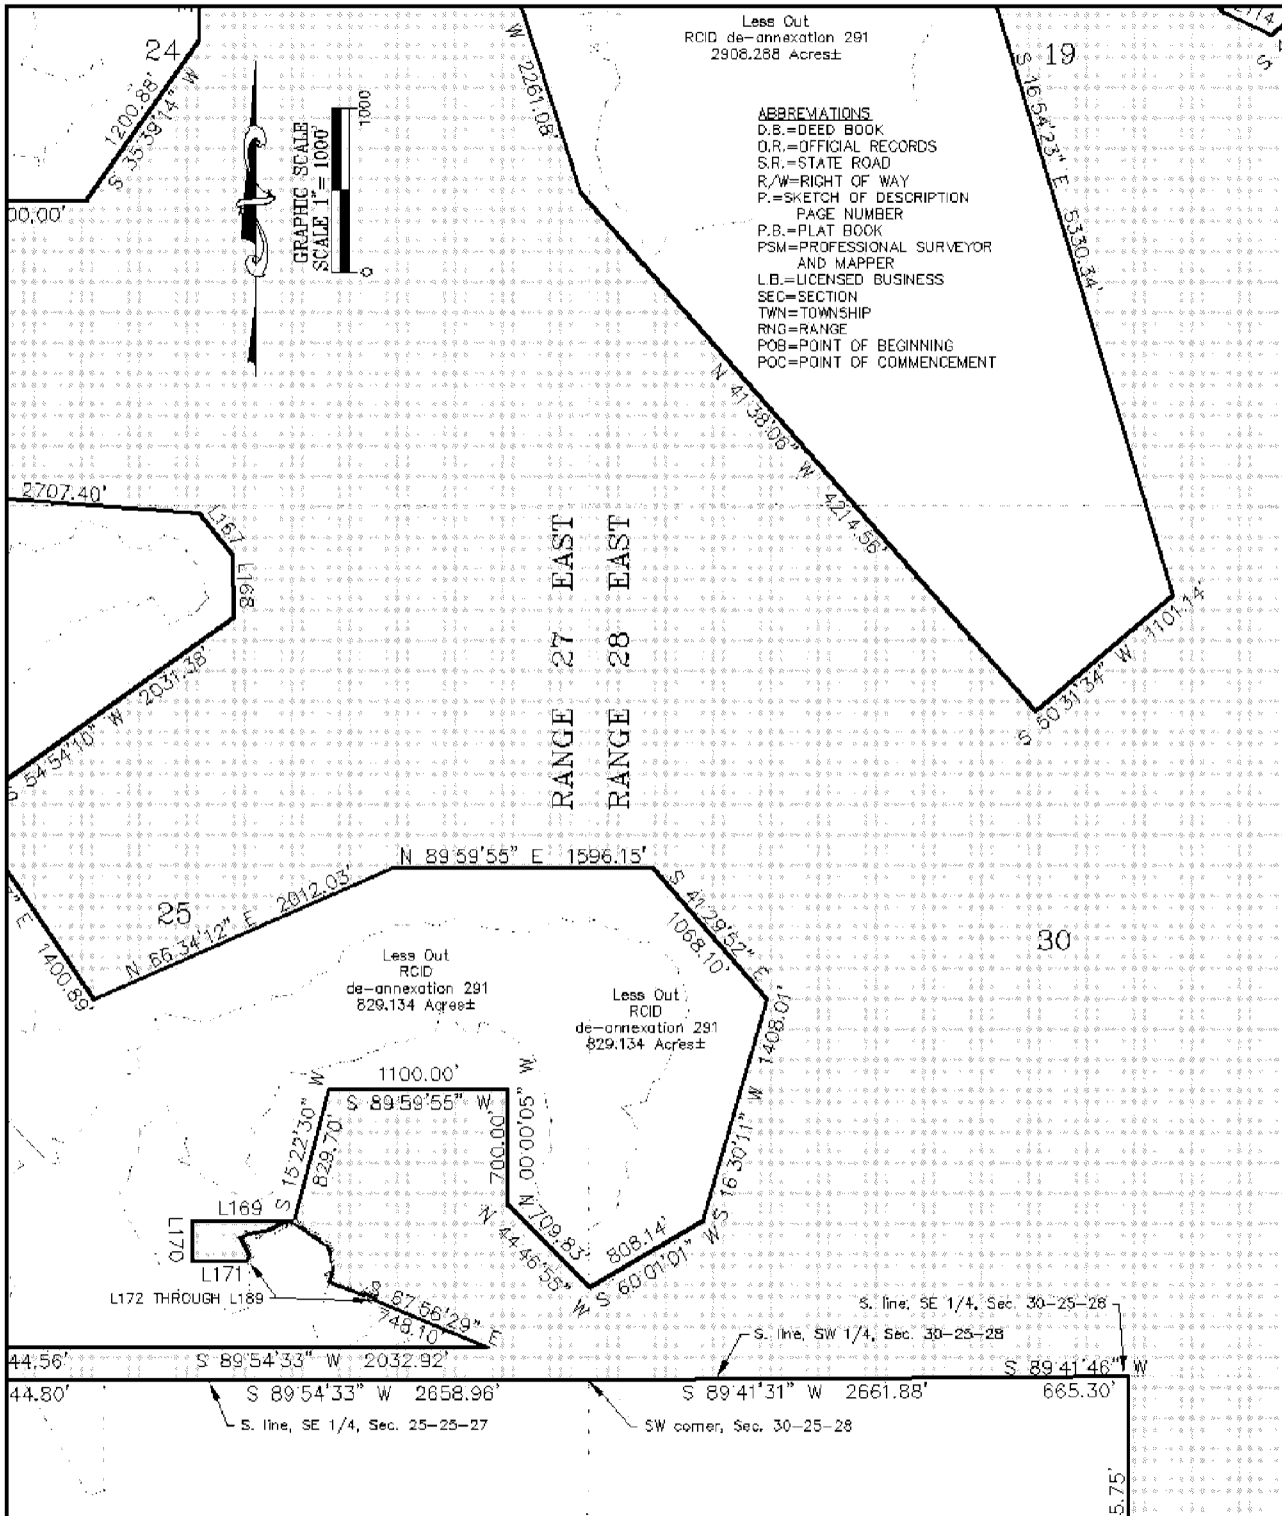 24
19
Less Out
RCID de-annexation 291
2908.288 Acres±
W 2261.08'
1200.88'
S 35°39'14" W
00.00'
GRAPHIC SCALE
SCALE 1"= 1000'
0
1000
ABBREVIATIONS
D.B.=DEED BOOK
O.R.=OFFICIAL RECORDS
S.R.=STATE ROAD
R/W=RIGHT OF WAY
P.=SKETCH OF DESCRIPTION
PAGE NUMBER
P.B.=PLAT BOOK
PSM=PROFESSIONAL SURVEYOR
AND MAPPER
L.B.=LICENSED BUSINESS
SEC=SECTION
TWN=TOWNSHIP
RNG=RANGE
POB=POINT OF BEGINNING
POC=POINT OF COMMENCEMENT
S 16°54'23" E 5330.34'
N 41°38'06" W 4214.56'
S 50°31'34" W 1101.14'
2707.40'
L167
L168
S 54°54'10" W 2031.38'
RANGE 27 EAST
RANGE 28 EAST
25
30
E 1400.89'
N 66°34'12" E 2012.03'
N 89°59'55" E 1596.15'
S 41°29'52" E
1068.10'
Less Out
RCID
de-annexation 291
829.134 Acres±
Less Out
RCID
de-annexation 291
829.134 Acres±
S 16°30'11" W 1408.01'
1100.00'
S 89°59'55" W
S 15°22'30" W
829.70'
700.00'
N 00°00'05" W
709.83'
N 44°46'55" W
808.14'
S 60°01'01" W
L169
L170
L171
L172 THROUGH L189
S 67°56'29" E
748.10'
S. line, SE 1/4, Sec. 30-25-28
S. line, SW 1/4, Sec. 30-25-28
44.56' S 89°54'33" W 2032.92'
S 89°41'46" W
44.80' S 89°54'33" W 2658.96' S 89°41'31" W 2661.88' 665.30'
S. line, SE 1/4, Sec. 25-25-27
SW corner, Sec. 30-25-28
5.75'